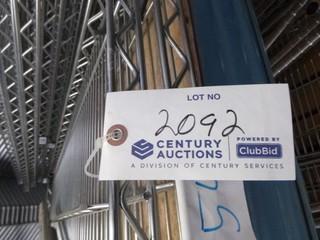 LOT NO
2092
CENTURY AUCTIONS
POWERED BY
ClubBid
A DIVISION OF CENTURY SERVICES